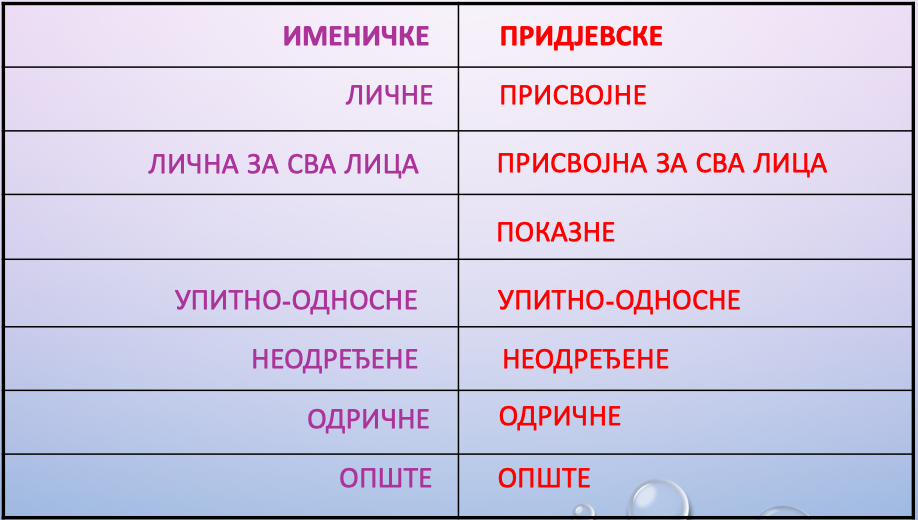 ИМЕНИЧКЕ ПРИДЈЕВСКЕ
ЛИЧНЕ ПРИСВОЈНЕ
ЛИЧНА ЗА СВА ЛИЦА ПРИСВОЈНА ЗА СВА ЛИЦА
ПОКАЗНЕ
УПИТНО-ОДНОСНЕ УПИТНО-ОДНОСНЕ
НЕОДРЕЂЕНЕ НЕОДРЕЂЕНЕ
ОДРИЧНЕ ОДРИЧНЕ
ОПШТЕ ОПШТЕ